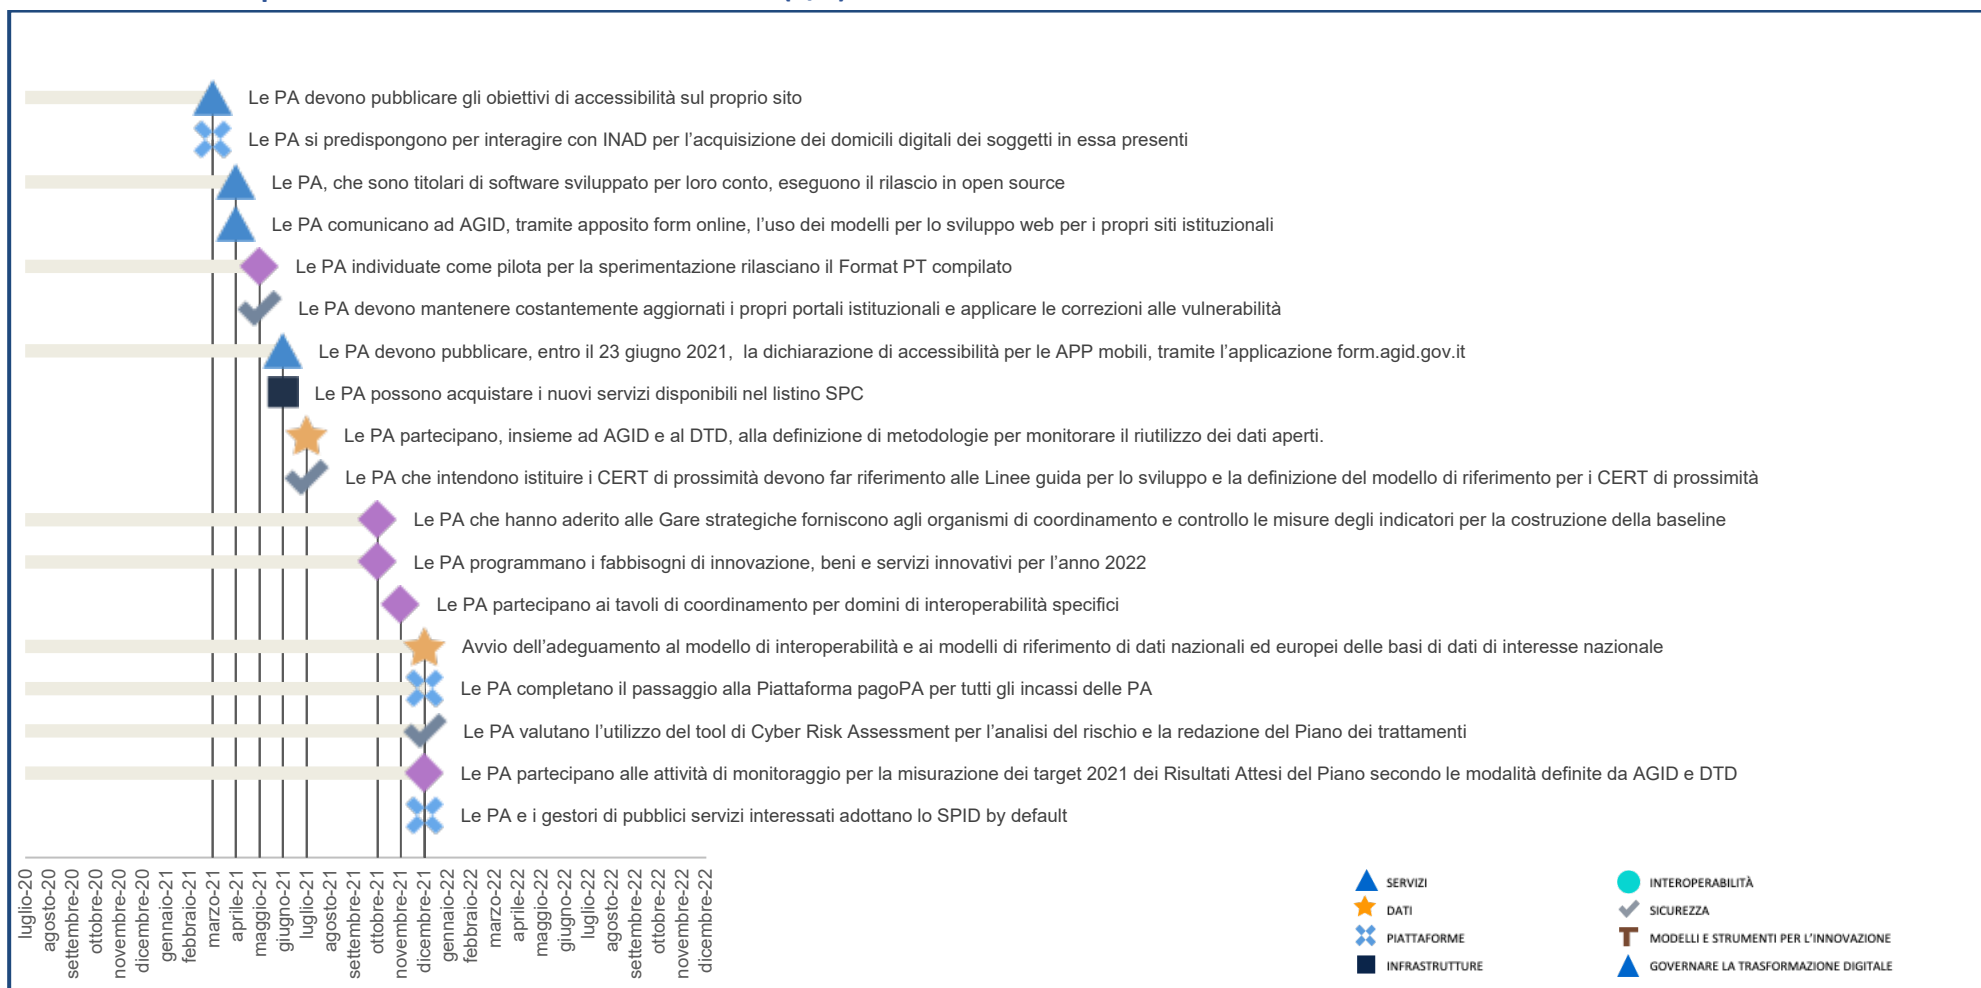 Le PA devono pubblicare gli obiettivi di accessibilità sul proprio sito
Le PA si predispongono per interagire con INAD per l’acquisizione dei domicili digitali dei soggetti in essa presenti
Le PA, che sono titolari di software sviluppato per loro conto, eseguono il rilascio in open source
Le PA comunicano ad AGID, tramite apposito form online, l’uso dei modelli per lo sviluppo web per i propri siti istituzionali
Le PA individuate come pilota per la sperimentazione rilasciano il Format PT compilato
Le PA devono mantenere costantemente aggiornati i propri portali istituzionali e applicare le correzioni alle vulnerabilità
Le PA devono pubblicare, entro il 23 giugno 2021,  la dichiarazione di accessibilità per le APP mobili, tramite l’applicazione form.agid.gov.it
Le PA possono acquistare i nuovi servizi disponibili nel listino SPC
Le PA partecipano, insieme ad AGID e al DTD, alla definizione di metodologie per monitorare il riutilizzo dei dati aperti.
Le PA che intendono istituire i CERT di prossimità devono far riferimento alle Linee guida per lo sviluppo e la definizione del modello di riferimento per i CERT di prossimità
Le PA che hanno aderito alle Gare strategiche forniscono agli organismi di coordinamento e controllo le misure degli indicatori per la costruzione della baseline
Le PA programmano i fabbisogni di innovazione, beni e servizi innovativi per l’anno 2022
Le PA partecipano ai tavoli di coordinamento per domini di interoperabilità specifici
Avvio dell’adeguamento al modello di interoperabilità e ai modelli di riferimento di dati nazionali ed europei delle basi di dati di interesse nazionale
Le PA completano il passaggio alla Piattaforma pagoPA per tutti gli incassi delle PA
Le PA valutano l’utilizzo del tool di Cyber Risk Assessment per l’analisi del rischio e la redazione del Piano dei trattamenti
Le PA partecipano alle attività di monitoraggio per la misurazione dei target 2021 dei Risultati Attesi del Piano secondo le modalità definite da AGID e DTD
Le PA e i gestori di pubblici servizi interessati adottano lo SPID by default
luglio-20
agosto-20
settembre-20
ottobre-20
novembre-20
dicembre-20
gennaio-21
febbraio-21
marzo-21
aprile-21
maggio-21
giugno-21
luglio-21
agosto-21
settembre-21
ottobre-21
novembre-21
dicembre-21
gennaio-22
febbraio-22
marzo-22
aprile-22
maggio-22
giugno-22
luglio-22
agosto-22
settembre-22
ottobre-22
novembre-22
dicembre-22
SERVIZI
DATI
PIATTAFORME
INFRASTRUTTURE
INTEROPERABILITÀ
SICUREZZA
MODELLI E STRUMENTI PER L’INNOVAZIONE
GOVERNARE LA TRASFORMAZIONE DIGITALE